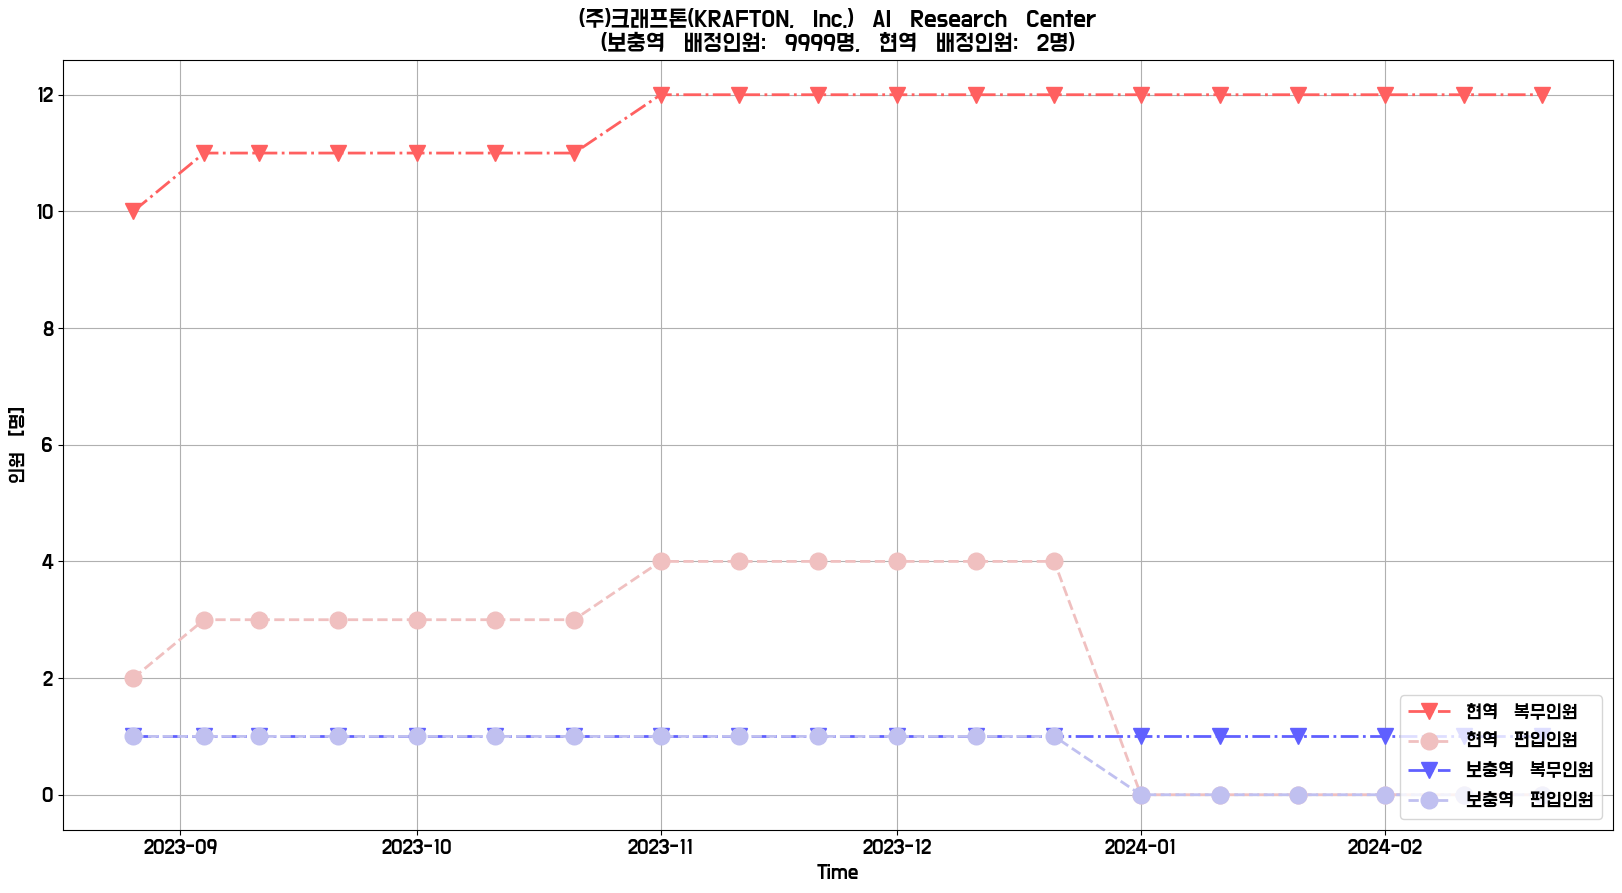 (주)크래프톤(KRAFTON, Inc.) AI Research Center
(보충역 배정인원: 9999명, 현역 배정인원: 2명)
12
10
8
6
4
2
0
인원 [명]
현역 복무인원
현역 편입인원
보충역 복무인원
보충역 편입인원
2023-09 2023-10 2023-11 2023-12 2024-01 2024-02
Time